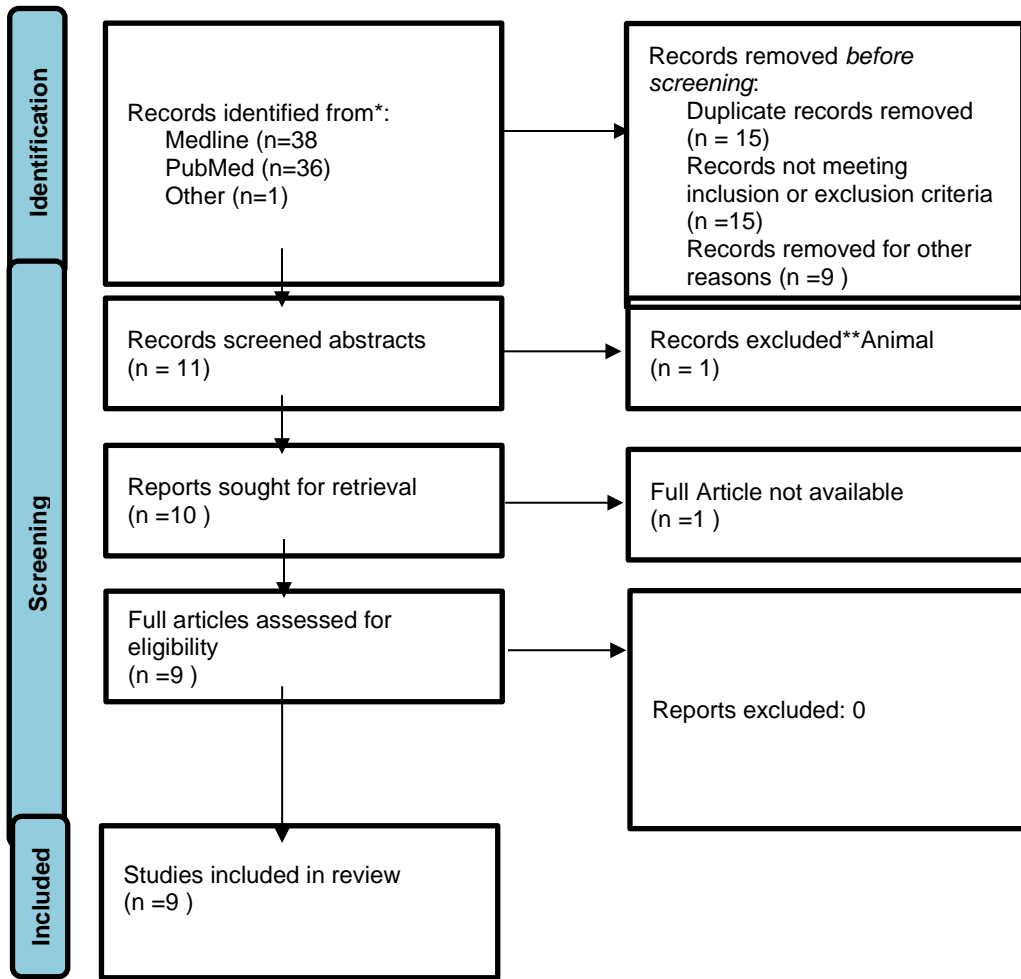 Identification
Records identified from*:
Medline (n=38
PubMed (n=36)
Other (n=1)
Records removed before
screening:
Duplicate records removed
(n = 15)
Records not meeting
inclusion or exclusion criteria
(n =15)
Records removed for other
reasons (n =9 )
Screening
Records screened abstracts
(n = 11)
Records excluded**Animal
(n = 1)
Reports sought for retrieval
(n =10 )
Full Article not available
(n =1 )
Full articles assessed for
eligibility
(n =9 )
Reports excluded: 0
Included
Studies included in review
(n =9 )